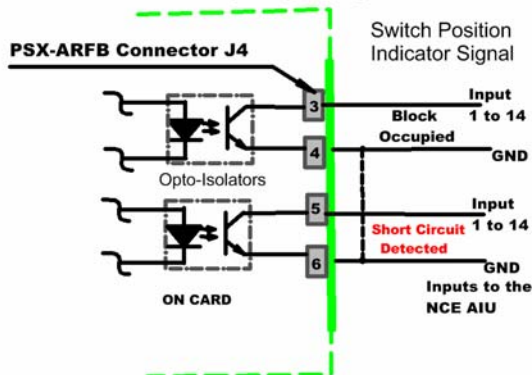 PSX-ARFB Connector J4
Switch Position
Indicator Signal
3
Input
1 to 14
Block
Occupied
4
GND
Opto-Isolators
5
Input
1 to 14
Short Circuit
Detected
6
GND
ON CARD
Inputs to the
NCE AIU